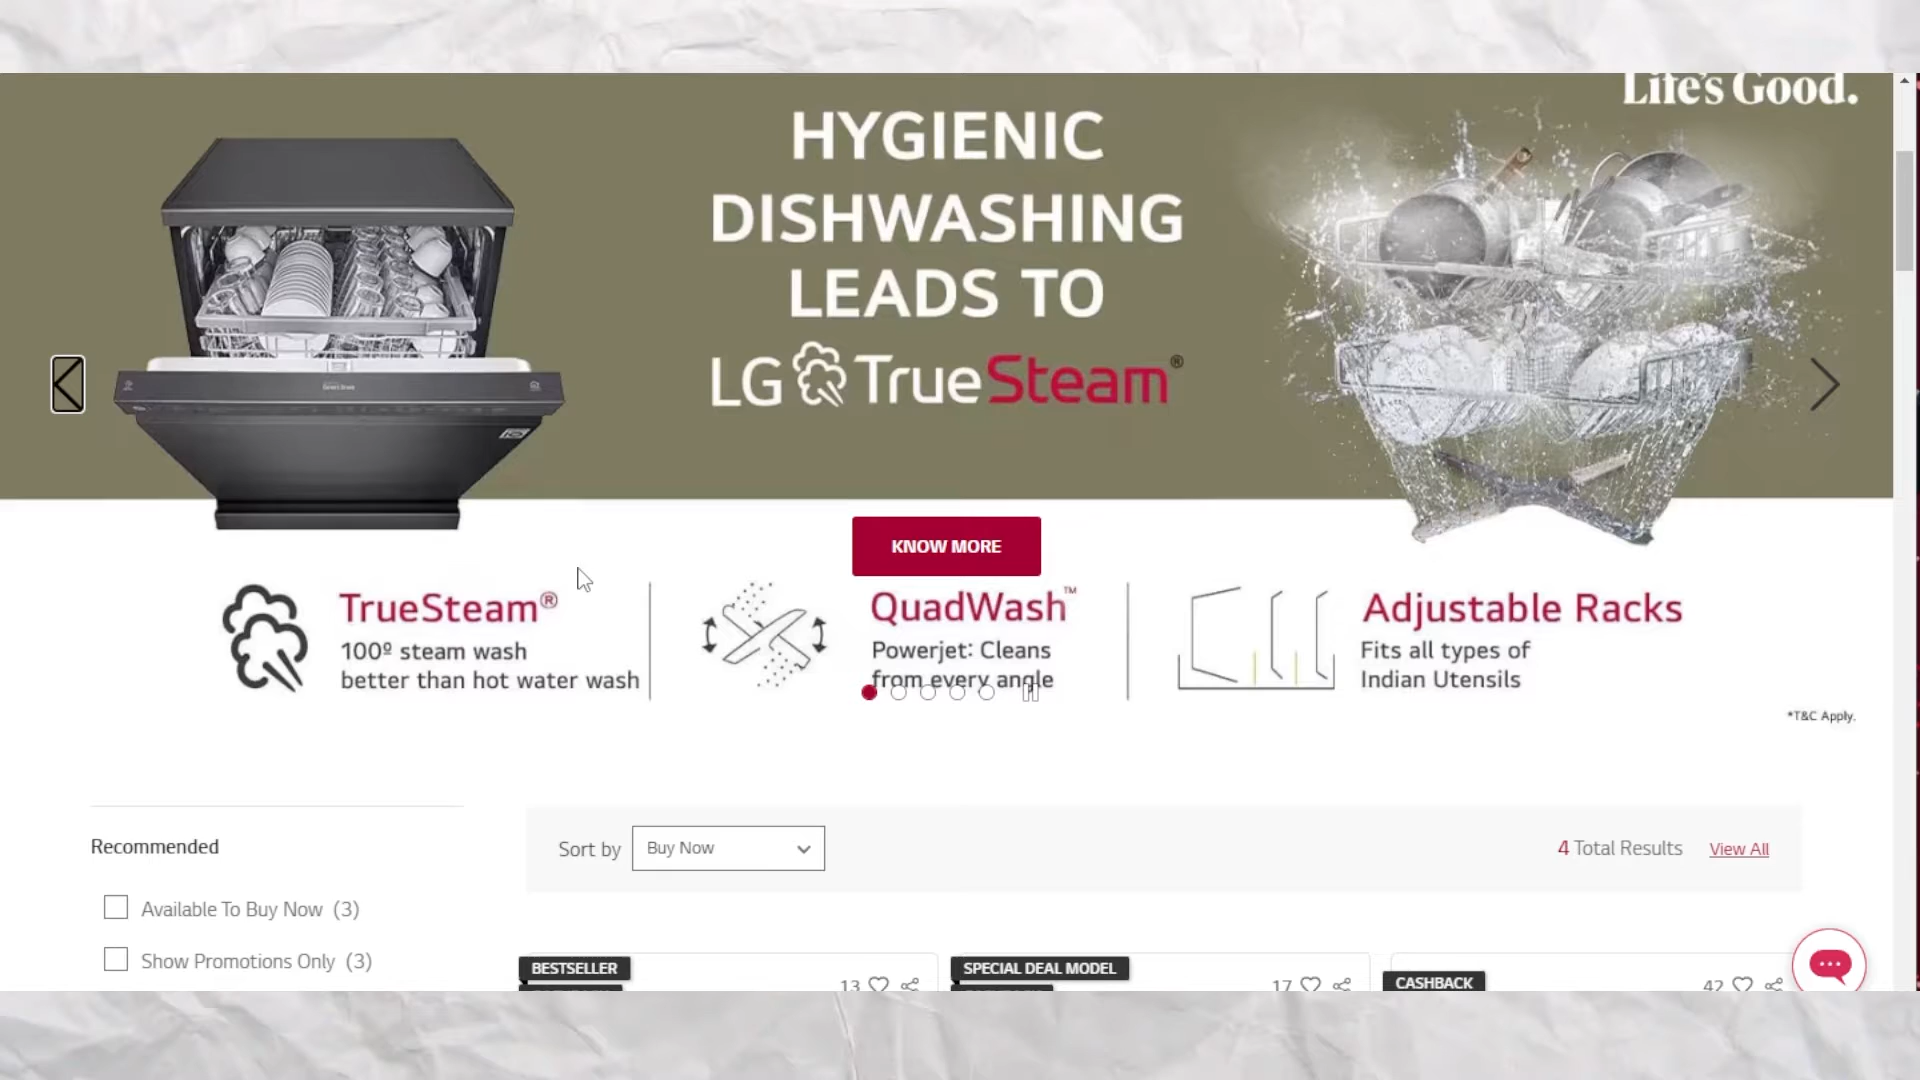 Life's Good.
HYGIENIC
DISHWASHING
LEADS TO
LG TrueSteam®
KNOW MORE
TrueSteam®
100º steam wash
better than hot water wash
QuadWash™
Powerjet: Cleans
from every angle
Adjustable Racks
Fits all types of
Indian Utensils
*T&C Apply.
Recommended
Available To Buy Now (3)
Show Promotions Only (3)
Sort by Buy Now
4 Total Results View All
BESTSELLER
13
SPECIAL DEAL MODEL
17
CASHBACK
42